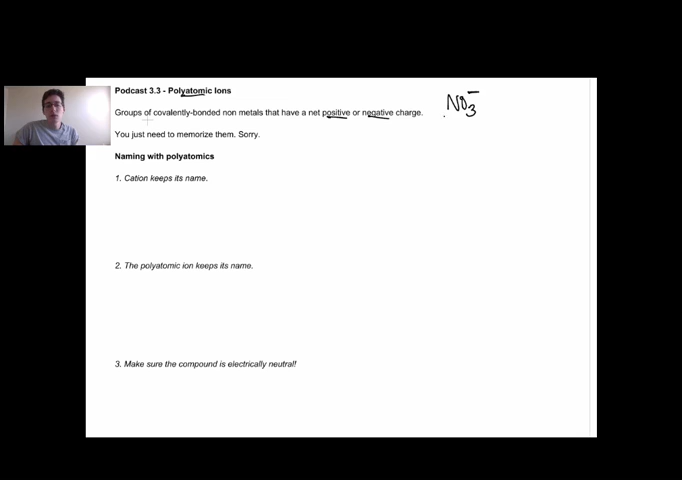 Podcast 3.3 - Polyatomic Ions
NO3-
Groups of covalently-bonded non metals that have a net positive or negative charge.
You just need to memorize them. Sorry.
Naming with polyatomics
1. Cation keeps its name.
2. The polyatomic ion keeps its name.
3. Make sure the compound is electrically neutral!